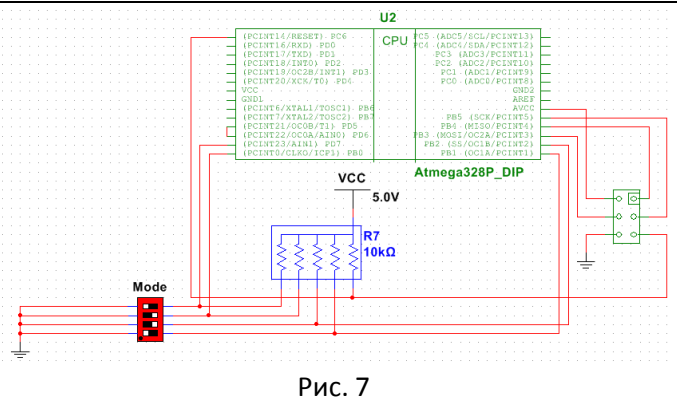 U2
CPU
(PCINT14/RESET) PC6
(PCINT16/RXD) PD0
(PCINT17/TXD) PD1
(PCINT18/INT0) PD2
(PCINT19/OC2B/INT1) PD3
(PCINT20/XCK/T0) PD4
VCC
GND1
(PCINT6/XTAL1/TOSC1) PB6
(PCINT7/XTAL2/TOSC2) PB7
(PCINT21/OC0B/T1) PD5
(PCINT22/OC0A/AIN0) PD6
(PCINT23/AIN1) PD7
(PCINT0/CLKO/ICP1) PB0
PC5 (ADC5/SCL/PCINT13)
PC4 (ADC4/SDA/PCINT12)
PC3 (ADC3/PCINT11)
PC2 (ADC2/PCINT10)
PC1 (ADC1/PCINT9)
PC0 (ADC0/PCINT8)
GND2
AREF
AVCC
PB5 (SCK/PCINT5)
PB4 (MISO/PCINT4)
PB3 (MOSI/OC2A/PCINT3)
PB2 (SS/OC1B/PCINT2)
PB1 (OC1A/PCINT1)
Atmega328P_DIP
VCC
5.0V
R7
10kΩ
Mode
Рис. 7